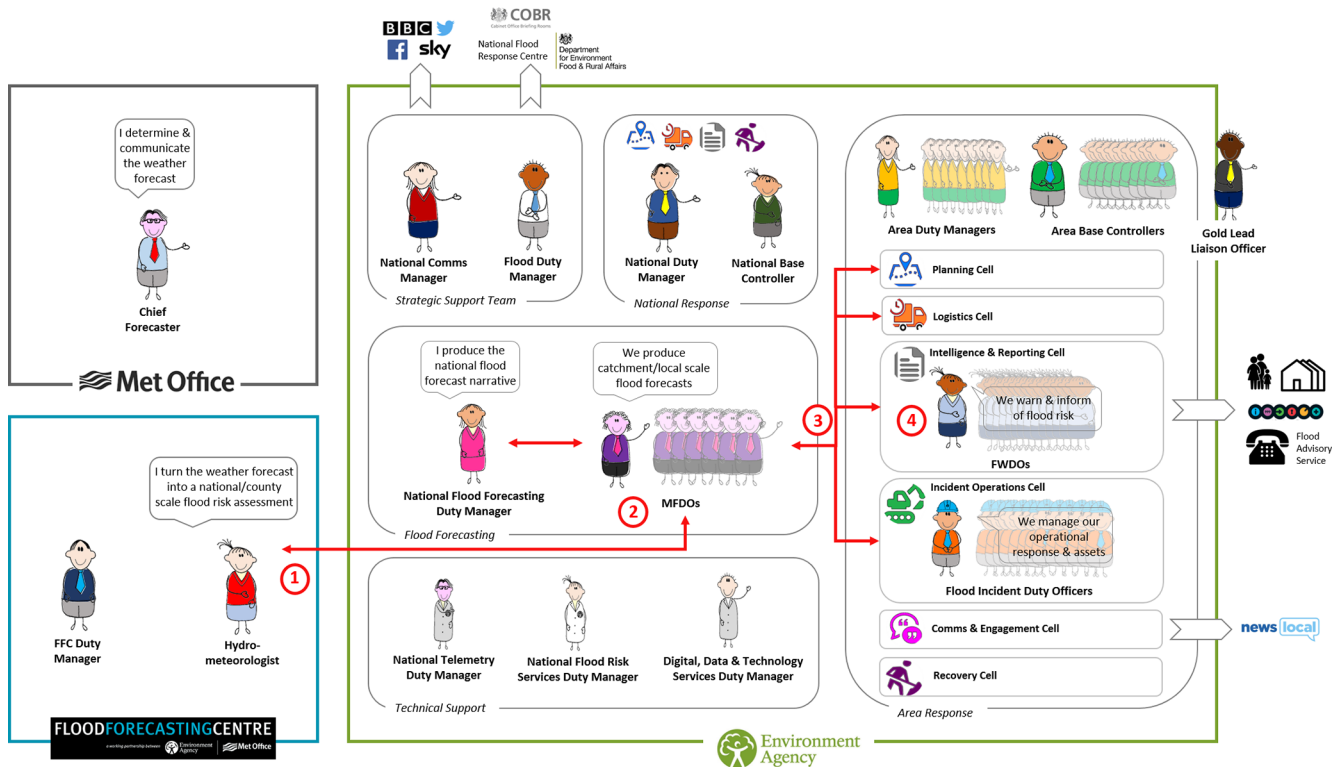 BBC
sky
COBR
Cabinet Office Briefing Rooms
National Flood
Response Centre
Department
for Environment
Food & Rural Affairs
I determine &
communicate
the weather
forecast
Chief
Forecaster
Met Office
I turn the weather forecast
into a national/county
scale flood risk assessment
1
FFC Duty
Manager
Hydro-
meteorologist
FLOODFORECASTINGCENTRE
a working partnership between
Environment
Agency
Met Office
National Comms
Manager
Flood Duty
Manager
Strategic Support Team
National Duty
Manager
National Base
Controller
National Response
I produce the
national flood
forecast narrative
We produce
catchment/local scale
flood forecasts
National Flood Forecasting
Duty Manager
2
MFDOs
Flood Forecasting
3
National Telemetry
Duty Manager
National Flood Risk
Services Duty Manager
Digital, Data & Technology
Services Duty Manager
Technical Support
Area Duty Managers
Area Base Controllers
Gold Lead
Liaison Officer
Planning Cell
Logistics Cell
Intelligence & Reporting Cell
4
We warn & inform
of flood risk
FWDOs
Incident Operations Cell
We manage our
operational
response & assets
Flood Incident Duty Officers
Comms & Engagement Cell
Recovery Cell
Area Response
Flood
Advisory
Service
news local
Environment
Agency